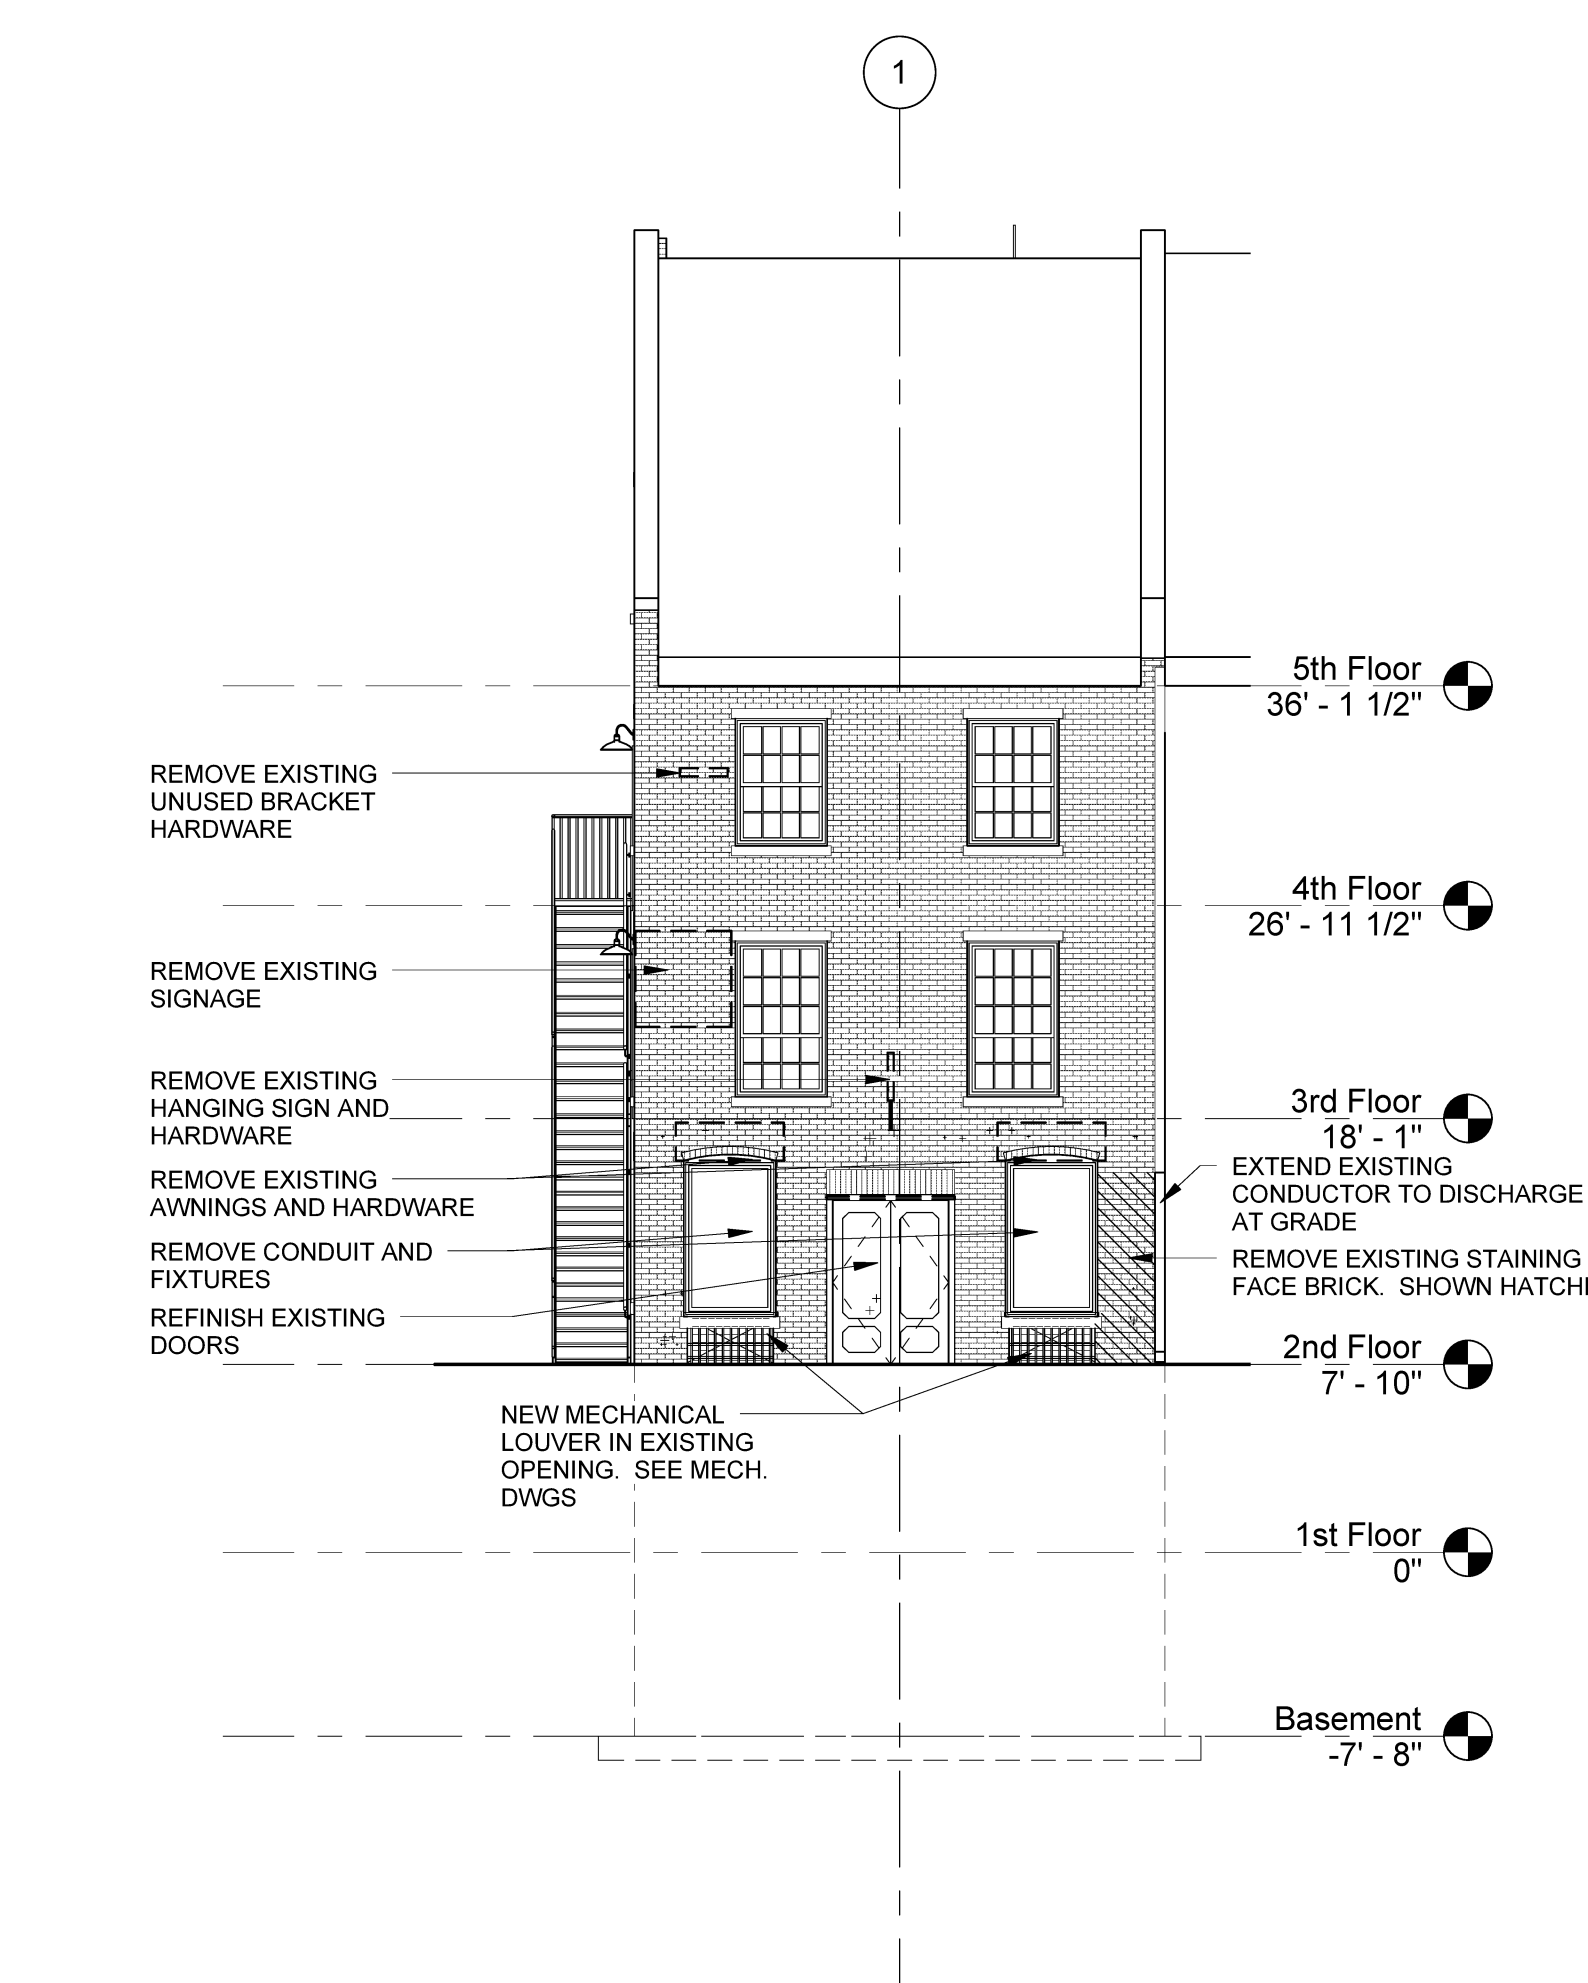 1
5th Floor
36' - 1 1/2"
REMOVE EXISTING
UNUSED BRACKET
HARDWARE
4th Floor
26' - 11 1/2"
REMOVE EXISTING
SIGNAGE
REMOVE EXISTING
HANGING SIGN AND
HARDWARE
3rd Floor
18' - 1"
REMOVE EXISTING
AWNINGS AND HARDWARE
EXTEND EXISTING
CONDUCTOR TO DISCHARGE
AT GRADE
REMOVE CONDUIT AND
FIXTURES
REMOVE EXISTING STAINING
FACE BRICK. SHOWN HATCHI
REFINISH EXISTING
DOORS
2nd Floor
7' - 10"
NEW MECHANICAL
LOUVER IN EXISTING
OPENING. SEE MECH.
DWGS
1st Floor
0"
Basement
-7' - 8"